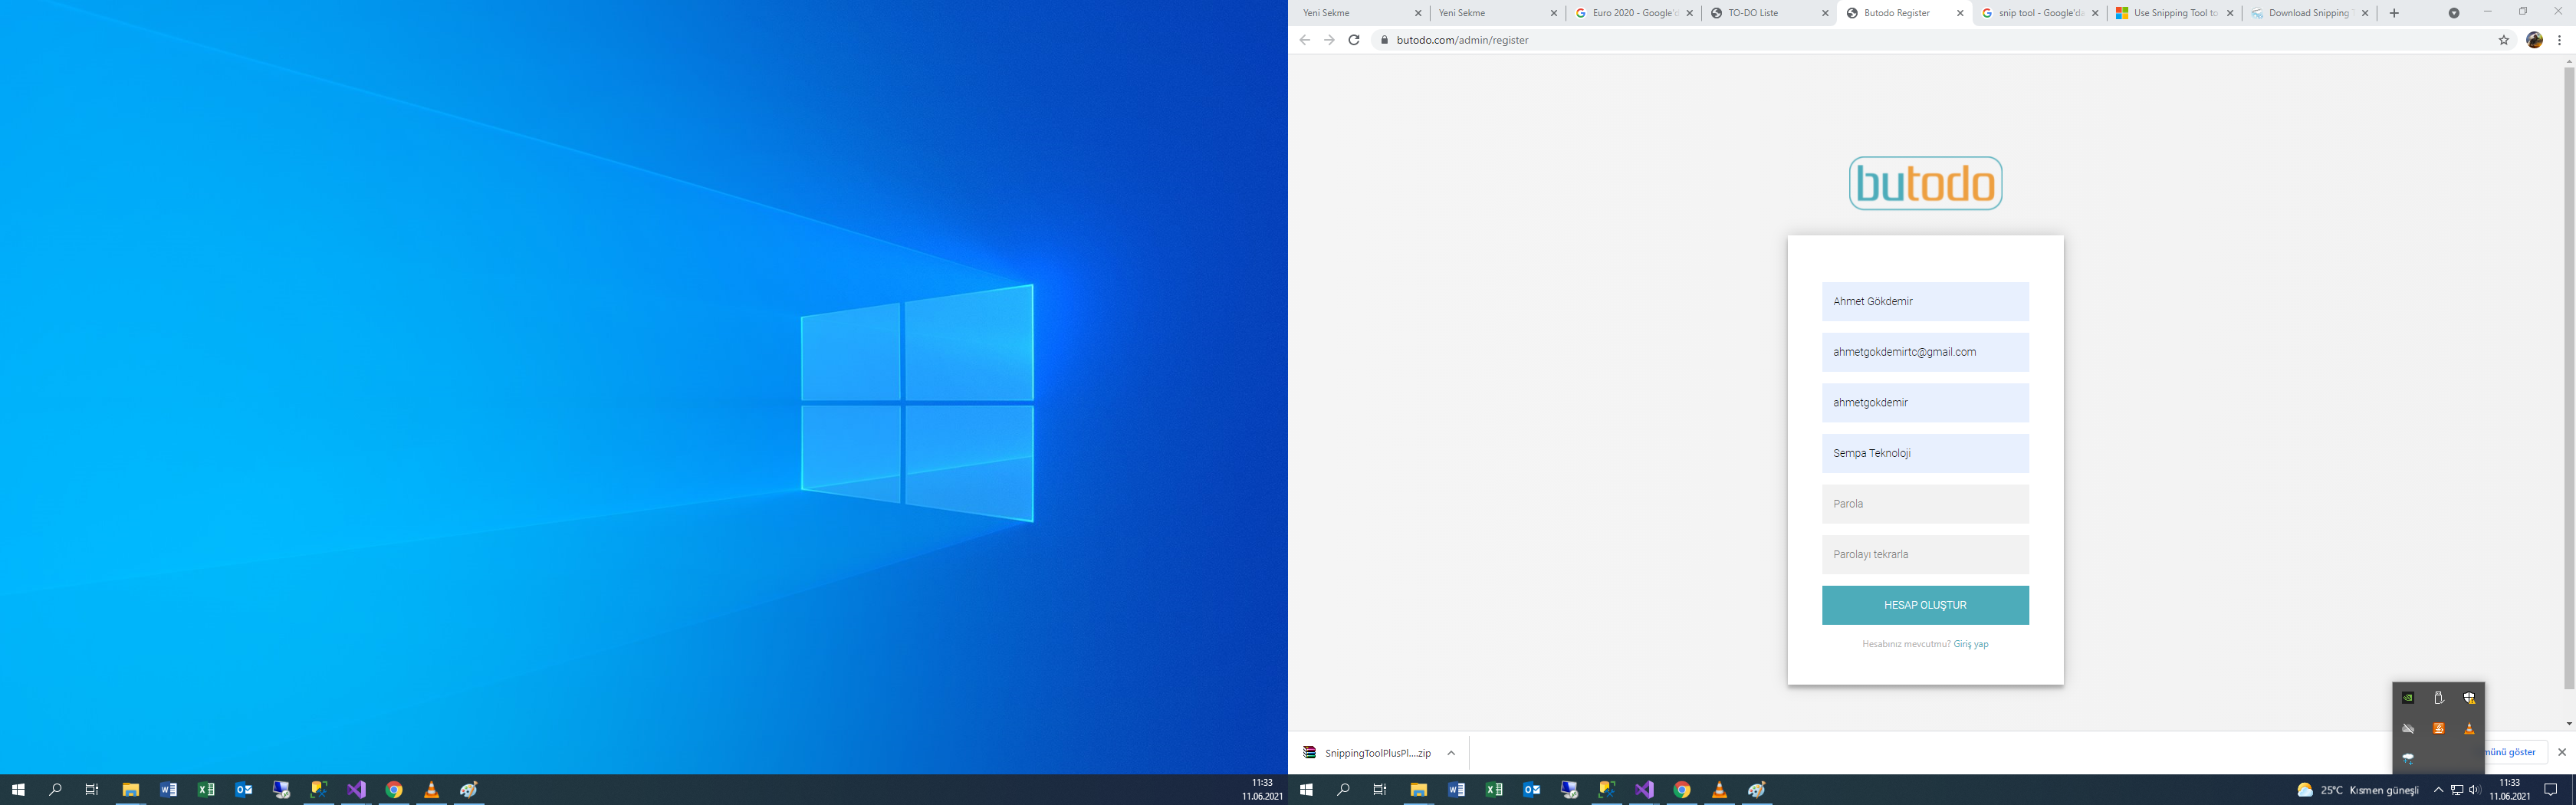 Yeni Sekme
Yeni Sekme
Euro 2020 - Google'd
TO-DO Liste
Butodo Register
snip tool - Google'da
Use Snipping Tool to
Download Snipping T
butodo.com/admin/register
butodo
Ahmet Gökdemir
ahmetgokdemirtc@gmail.com
ahmetgokdemir
Sempa Teknoloji
Parola
Parolayı tekrarla
HESAP OLUŞTUR
Hesabınız mevcutmu? Giriş yap
SnippingToolPlusPl....zip
münü göster
11:33
11.06.2021
25°C Kısmen güneşli
11:33
11.06.2021